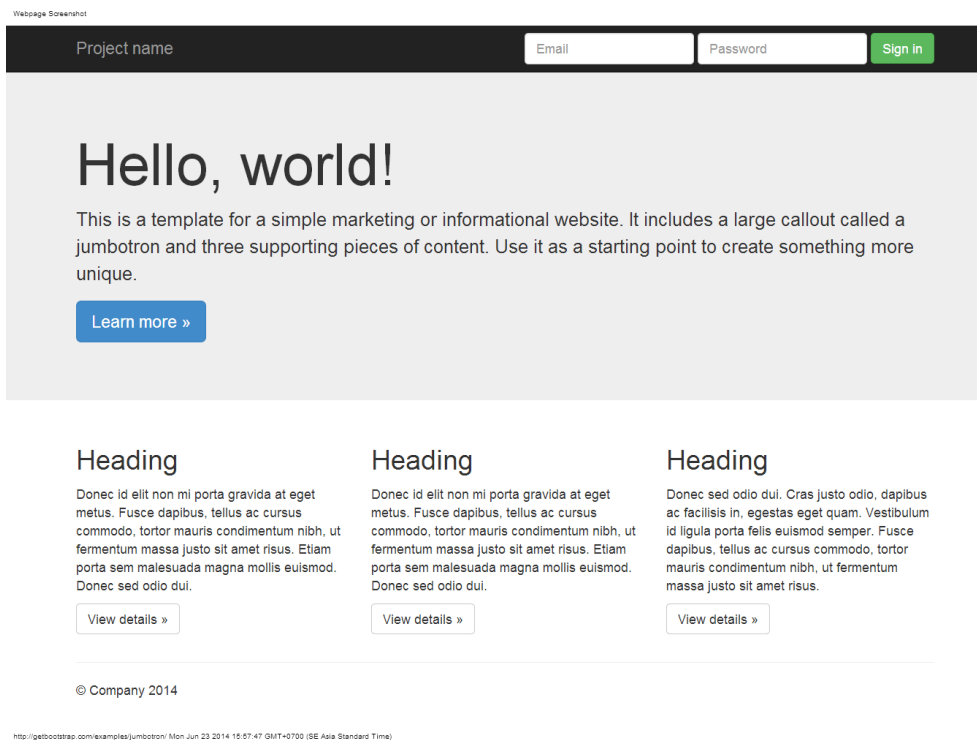 Webpage Screenshot
Project name
Email
Password
Sign in
Hello, world!
This is a template for a simple marketing or informational website. It includes a large callout called a
jumbotron and three supporting pieces of content. Use it as a starting point to create something more
unique.
Learn more »
Heading
Donec id elit non mi porta gravida at eget
metus. Fusce dapibus, tellus ac cursus
commodo, tortor mauris condimentum nibh, ut
fermentum massa justo sit amet risus. Etiam
porta sem malesuada magna mollis euismod.
Donec sed odio dui.
View details »
Heading
Donec id elit non mi porta gravida at eget
metus. Fusce dapibus, tellus ac cursus
commodo, tortor mauris condimentum nibh, ut
fermentum massa justo sit amet risus. Etiam
porta sem malesuada magna mollis euismod.
Donec sed odio dui.
View details »
Heading
Donec sed odio dui. Cras justo odio, dapibus
ac facilisis in, egestas eget quam. Vestibulum
id ligula porta felis euismod semper. Fusce
dapibus, tellus ac cursus commodo, tortor
mauris condimentum nibh, ut fermentum
massa justo sit amet risus.
View details »
© Company 2014
http://getbootstrap.com/examples/jumbotron/ Mon Jun 23 2014 15:57:47 GMT+0700 (SE Asia Standard Time)